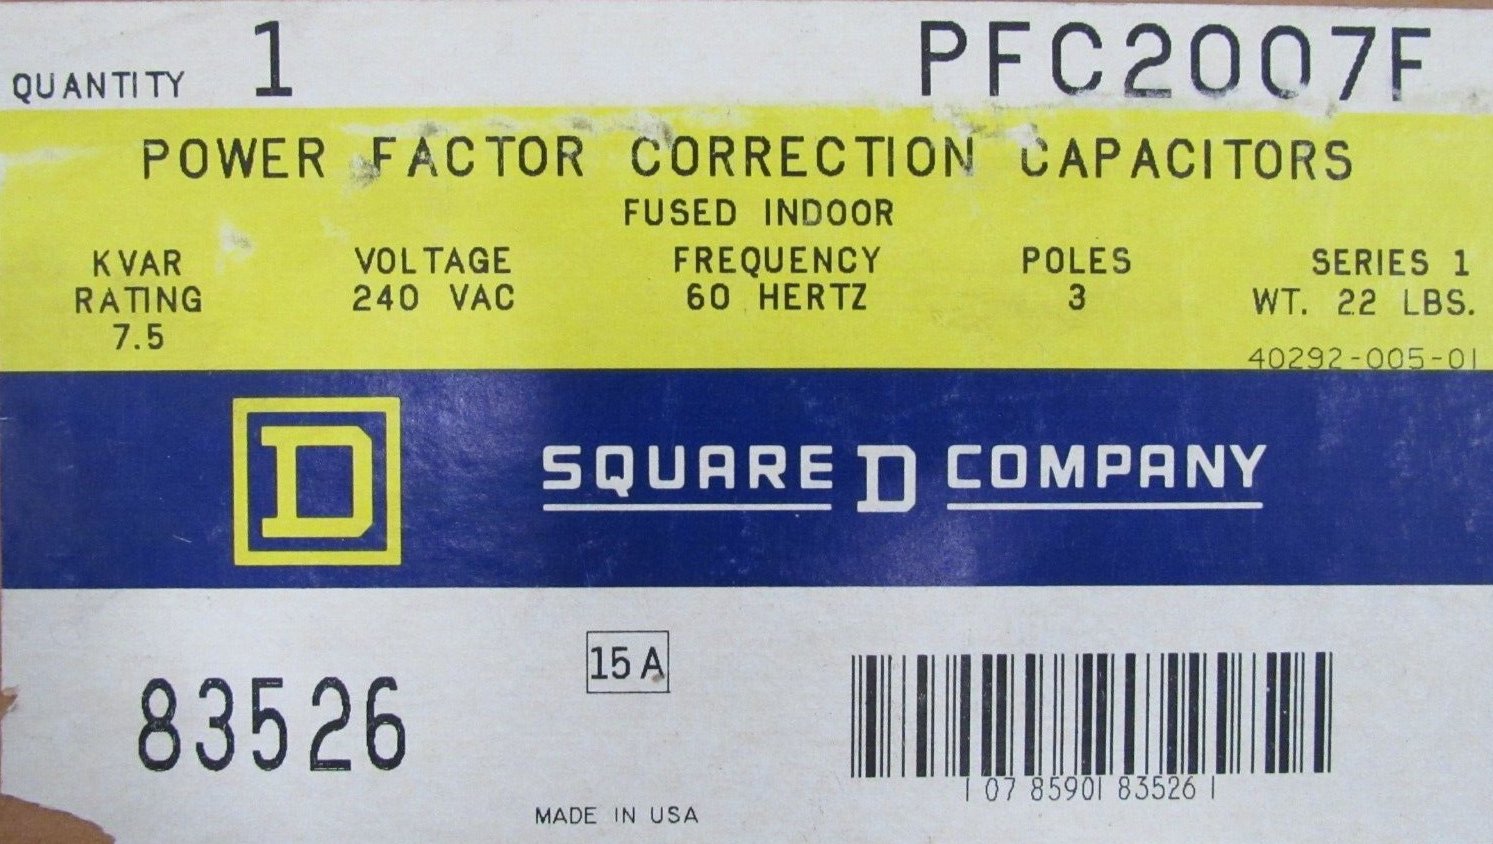 QUANTITY 1 PFC2007F
POWER FACTOR CORRECTION CAPACITORS
FUSED INDOOR
KVAR VOLTAGE FREQUENCY POLES SERIES 1
RATING 240 VAC 60 HERTZ 3 WT. 22 LBS.
7.5
40292-005-01
D SQUARE D COMPANY
15 A
83526
1 07 85901 83526 1
MADE IN USA